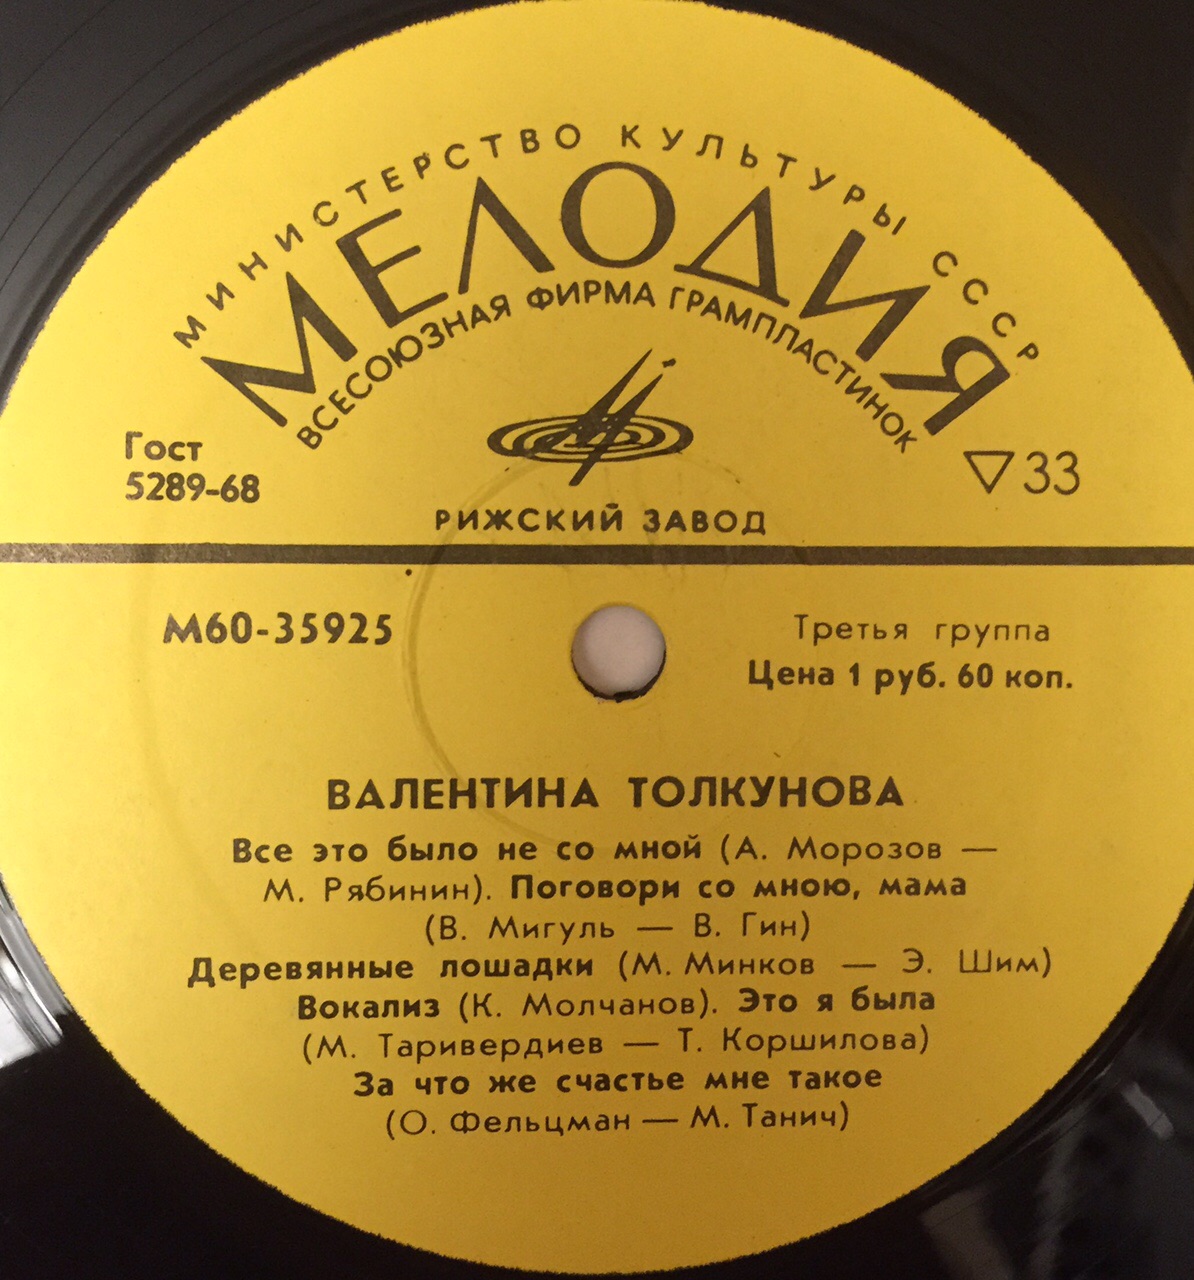 МИНИСТЕРСТВО КУЛЬТУРЫ СССР
МЕЛОДИЯ
ВСЕСОЮЗНАЯ ФИРМА ГРАМПЛАСТИНОК
Гост
5289-68
▽33
РИЖСКИЙ ЗАВОД
М60-35925
Третья группа
Цена 1 руб. 60 коп.
ВАЛЕНТИНА ТОЛКУНОВА
Все это было не со мной (А. Морозов —
М. Рябинин). Поговори со мною, мама
(В. Мигуль — В. Гин)
Деревянные лошадки (М. Минков — Э. Шим)
Вокализ (К. Молчанов). Это я была
(М. Таривердиев — Т. Коршилова)
За что же счастье мне такое
(О. Фельцман — М. Танич)